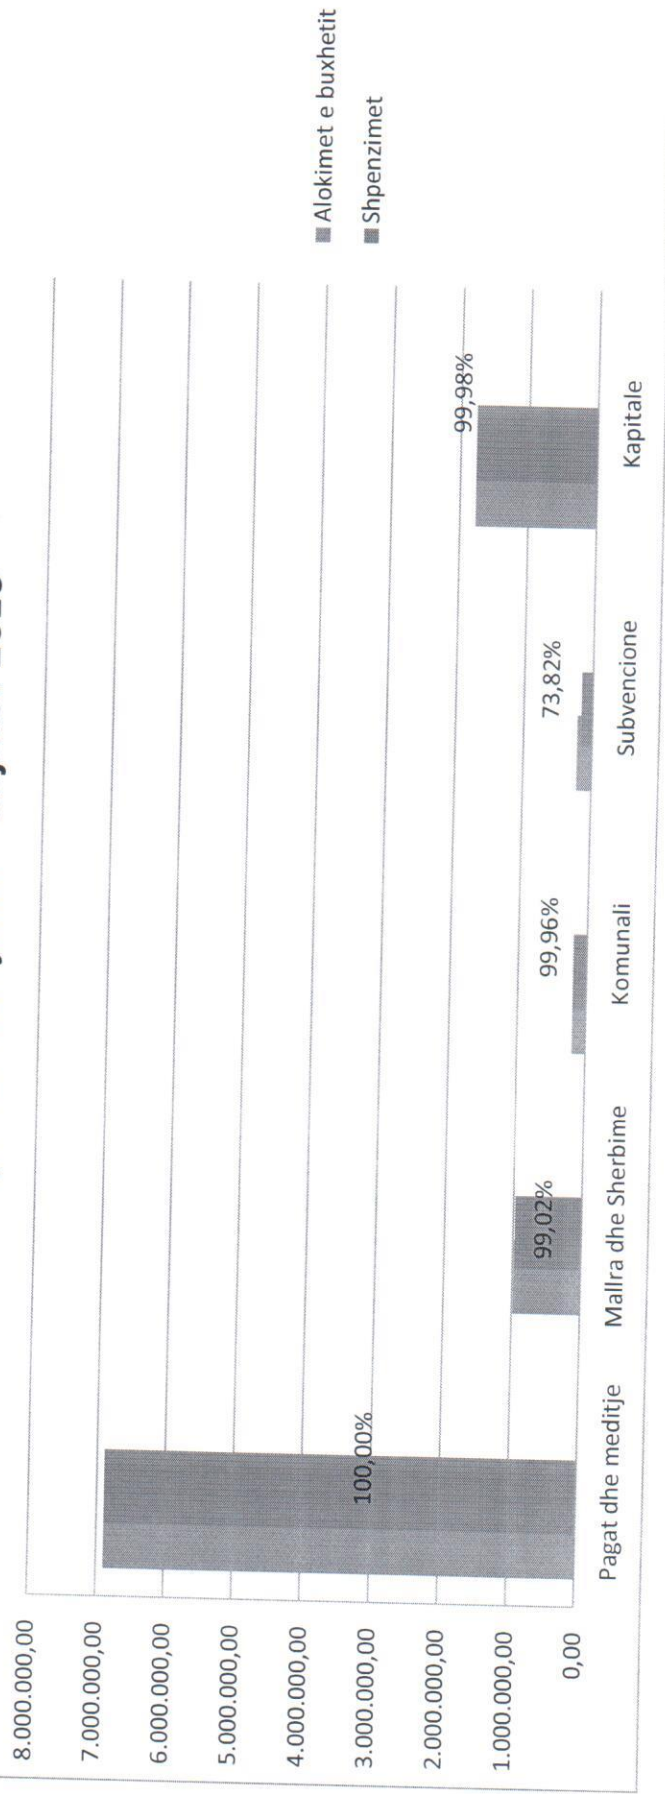 8.000.000,00
7.000.000,00
6.000.000,00
5.000.000,00
4.000.000,00
3.000.000,00
2.000.000,00
1.000.000,00
0,00
100,00%
99,02%
99,96%
73,82%
99,98%
Pagat dhe meditje
Mallra dhe Sherbime
Komunali
Subvencione
Kapitale
Alokimet e buxhetit
Shpenzimet